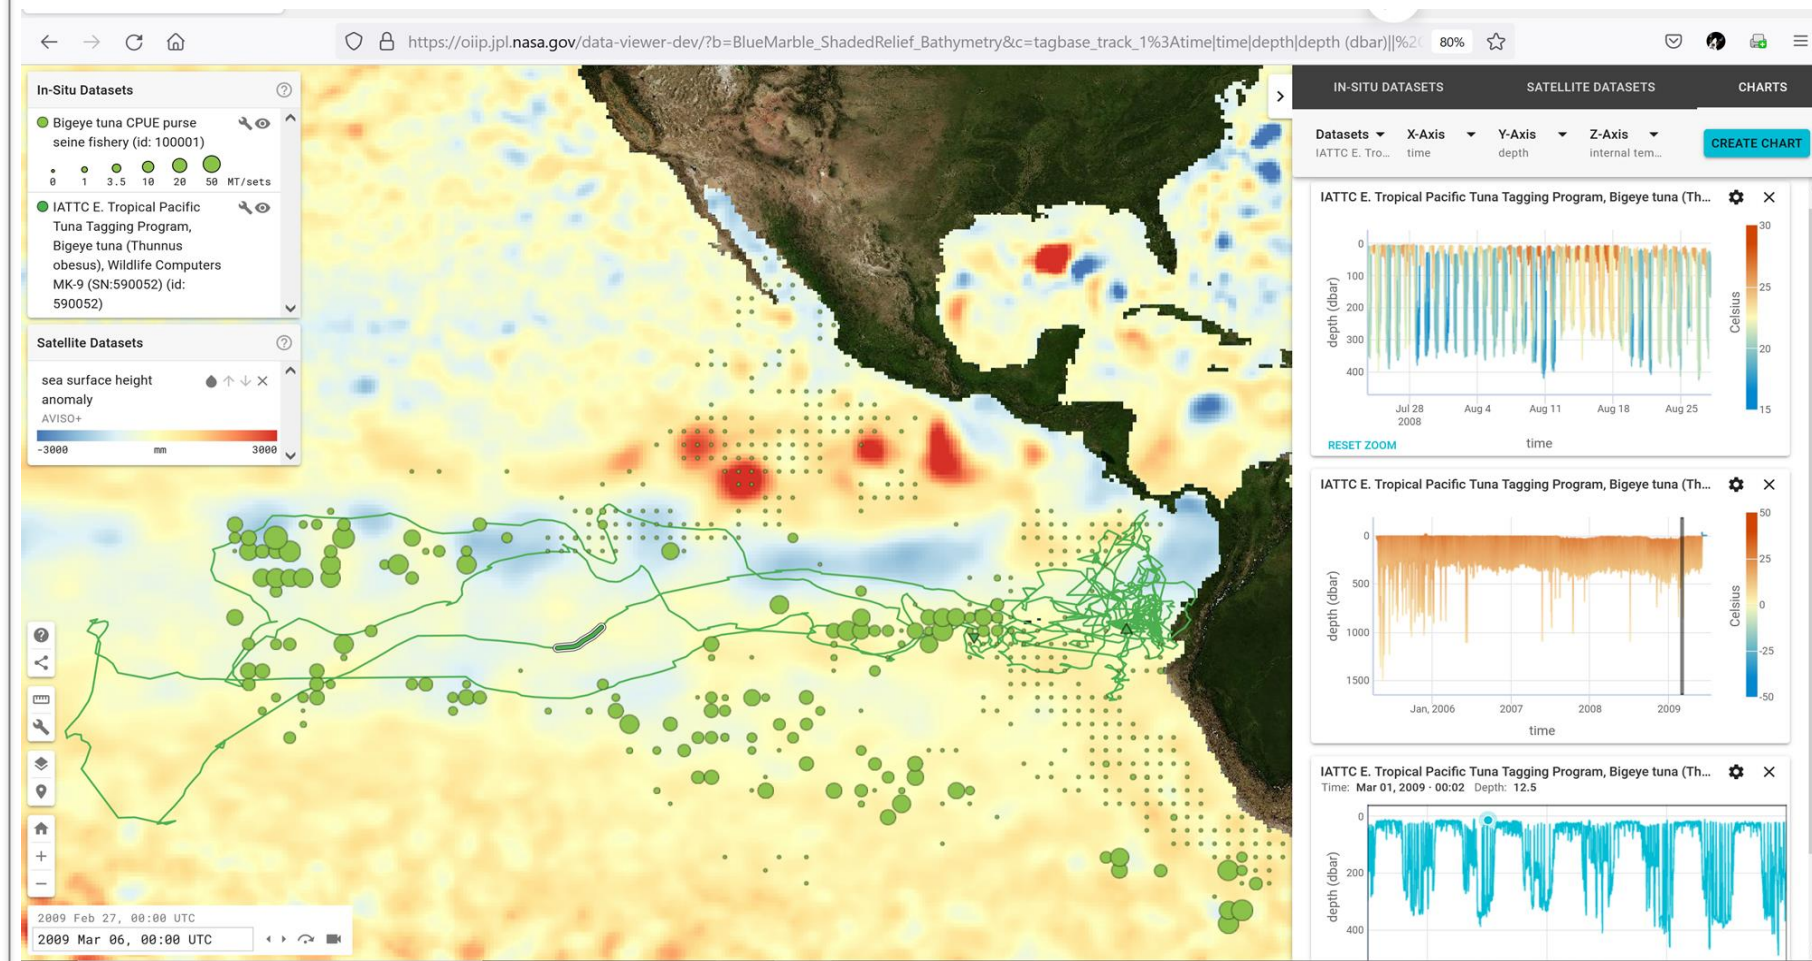 https://oiip.jpl.nasa.gov/data-viewer-dev/?b=BlueMarble_ShadedRelief_Bathymetry&c=tagbase_track_1%3Atime|time|depth|depth (dbar)||%2C
80%
In-Situ Datasets
Bigeye tuna CPUE purse
seine fishery (id: 100001)
0 1 3.5 10 20 50 MT/sets
IATTC E. Tropical Pacific
Tuna Tagging Program,
Bigeye tuna (Thunnus
obesus), Wildlife Computers
MK-9 (SN:590052) (id:
590052)
Satellite Datasets
sea surface height
anomaly
AVISO+
-3000 mm 3000
2009 Feb 27, 00:00 UTC
2009 Mar 06, 00:00 UTC
IN-SITU DATASETS SATELLITE DATASETS CHARTS
Datasets X-Axis Y-Axis Z-Axis CREATE CHART
IATTC E. Tro... time depth internal tem...
IATTC E. Tropical Pacific Tuna Tagging Program, Bigeye tuna (Th...
30
0
100
25
200
300
20
400
15
depth (dbar)
Celsius
Jul 28 Aug 4 Aug 11 Aug 18 Aug 25
2008
RESET ZOOM time
IATTC E. Tropical Pacific Tuna Tagging Program, Bigeye tuna (Th...
50
0
25
500
0
1000
-25
1500
-50
depth (dbar)
Celsius
Jan, 2006 2007 2008 2009
time
IATTC E. Tropical Pacific Tuna Tagging Program, Bigeye tuna (Th...
Time: Mar 01, 2009 · 00:02 Depth: 12.5
0
200
400
depth (dbar)